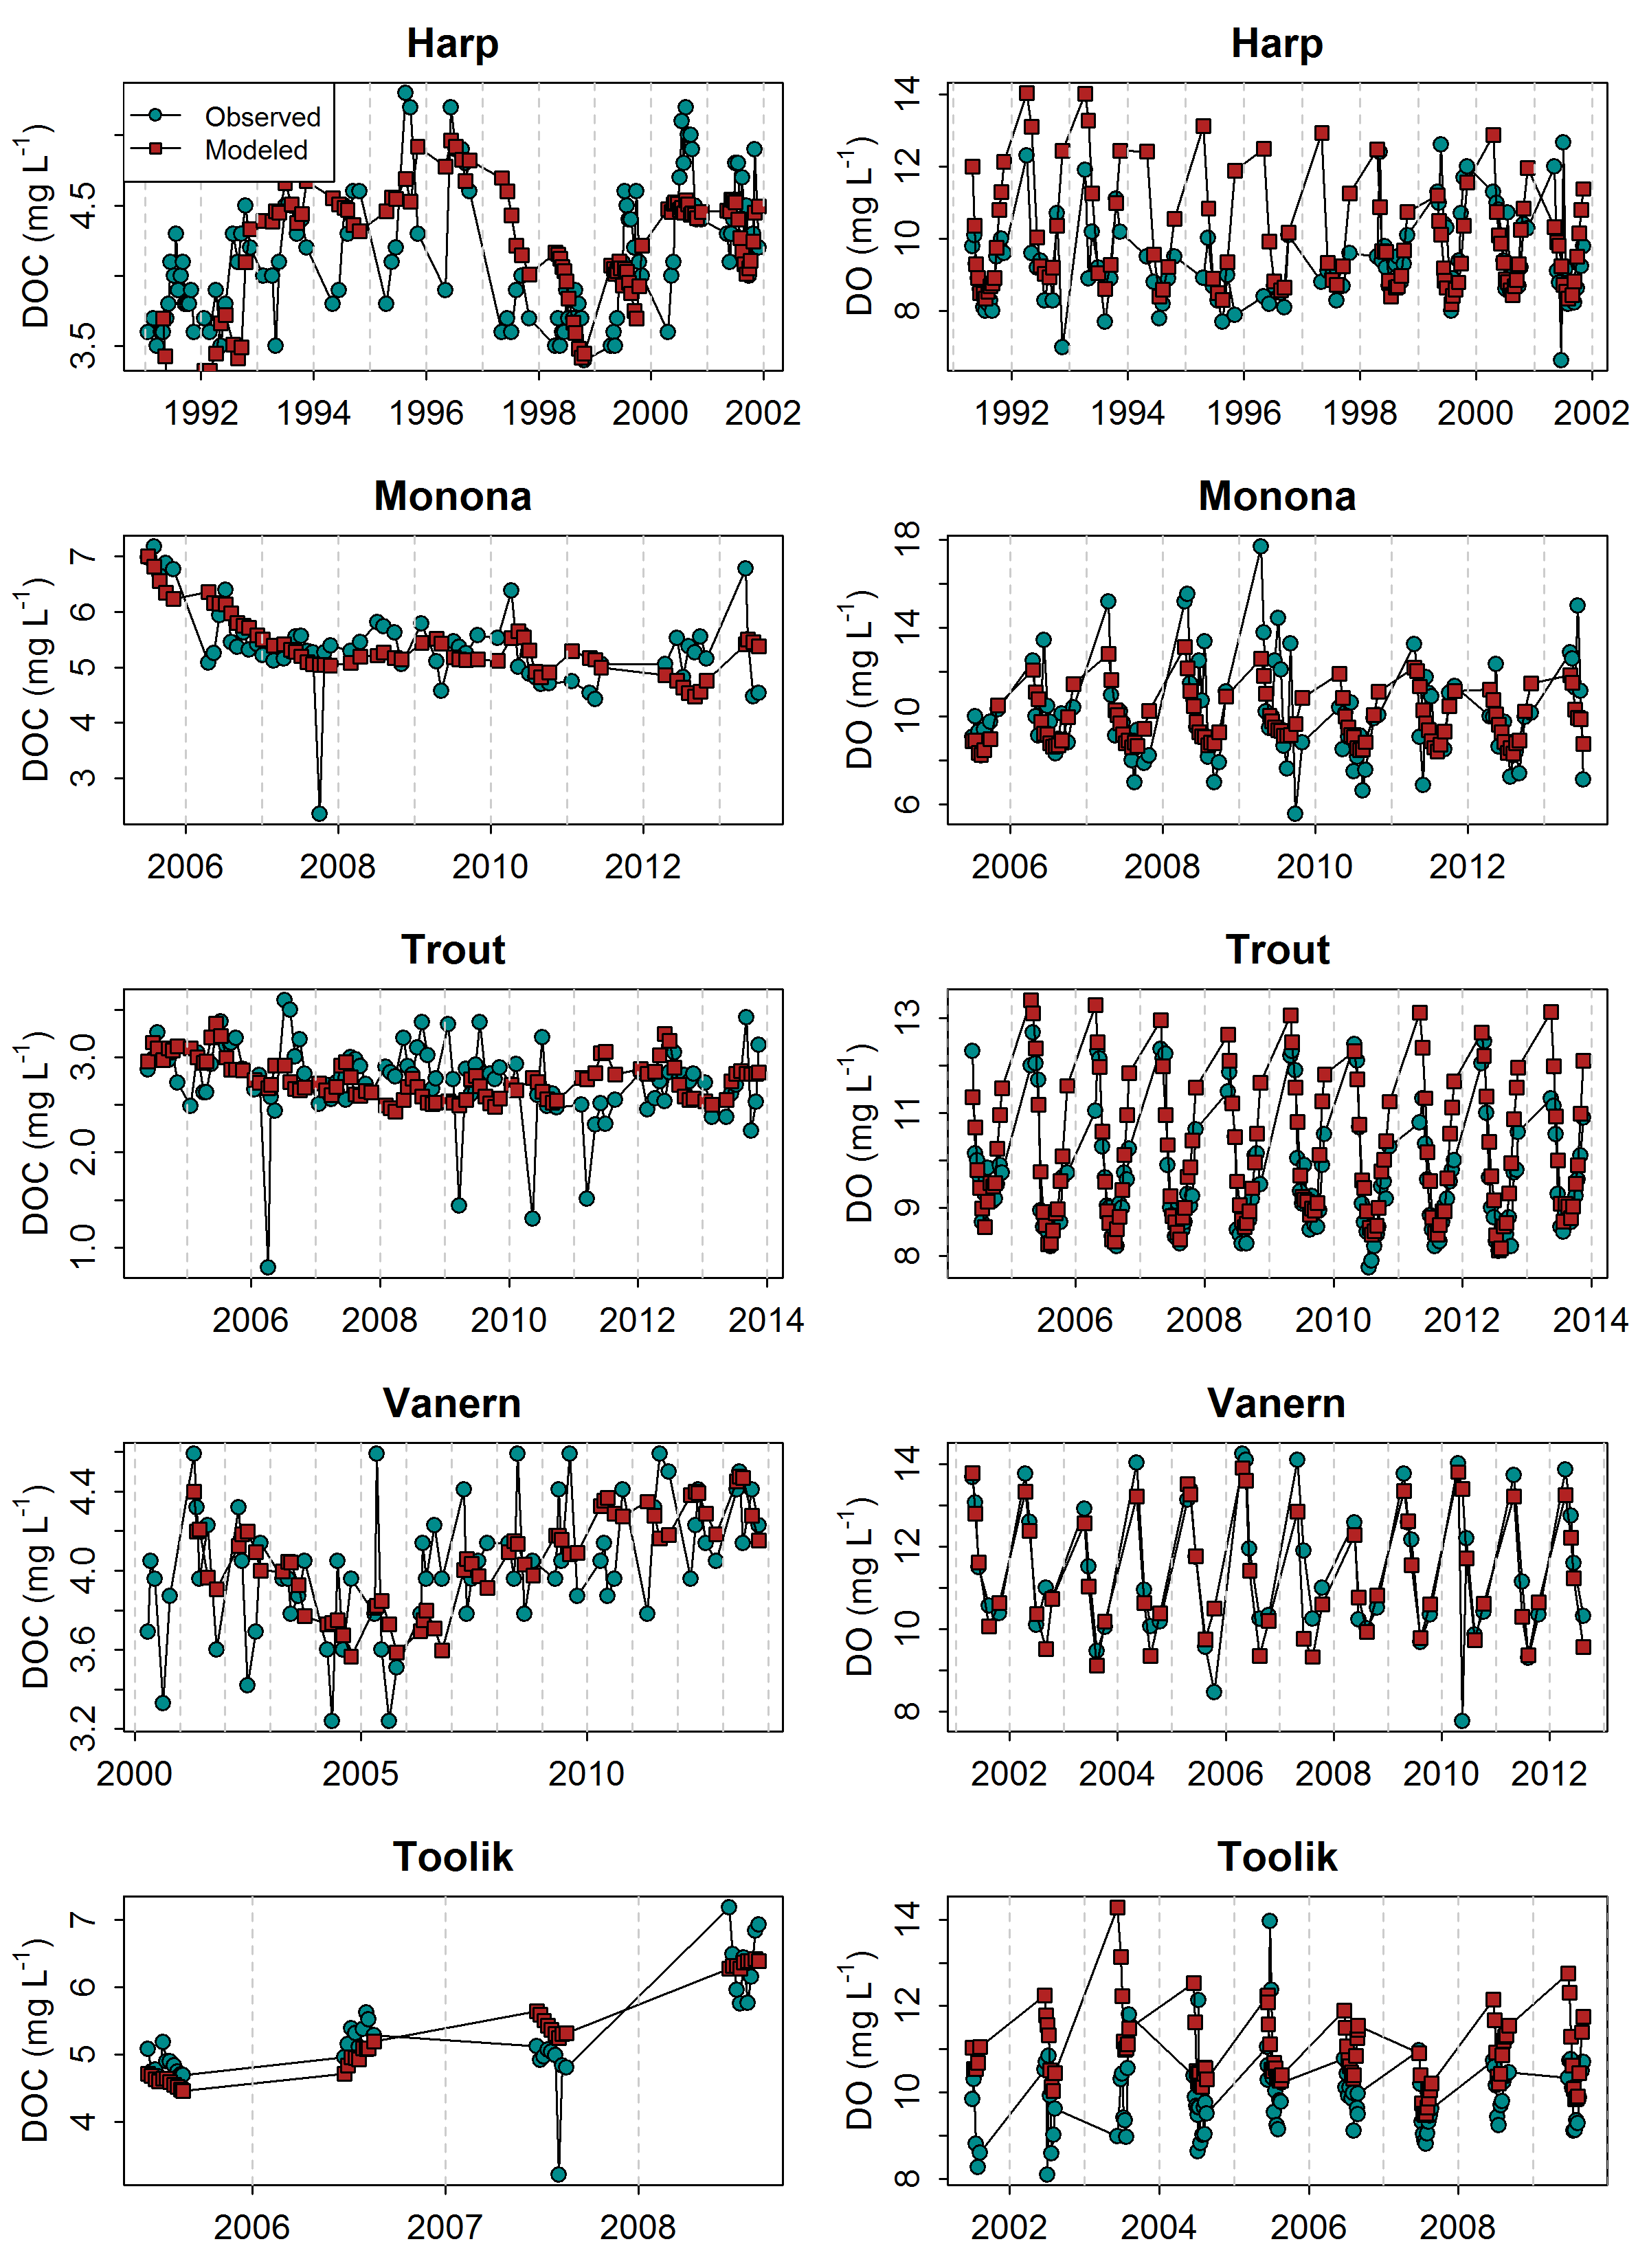 Harp
Harp
Observed
Modeled
DOC (mg L-1)
3.5
4.5
1992 1994 1996 1998 2000 2002
DO (mg L-1)
8 10 12 14
1992 1994 1996 1998 2000 2002
Monona
Monona
DOC (mg L-1)
3 4 5 6 7
2006 2008 2010 2012
DO (mg L-1)
6 10 14 18
2006 2008 2010 2012
Trout
Trout
DOC (mg L-1)
1.0 2.0 3.0
2006 2008 2010 2012 2014
DO (mg L-1)
8 9 11 13
2006 2008 2010 2012 2014
Vanern
Vanern
DOC (mg L-1)
3.2 3.6 4.0 4.4
2000 2005 2010
DO (mg L-1)
8 10 12 14
2002 2004 2006 2008 2010 2012
Toolik
Toolik
DOC (mg L-1)
4 5 6 7
2006 2007 2008
DO (mg L-1)
8 10 12 14
2002 2004 2006 2008